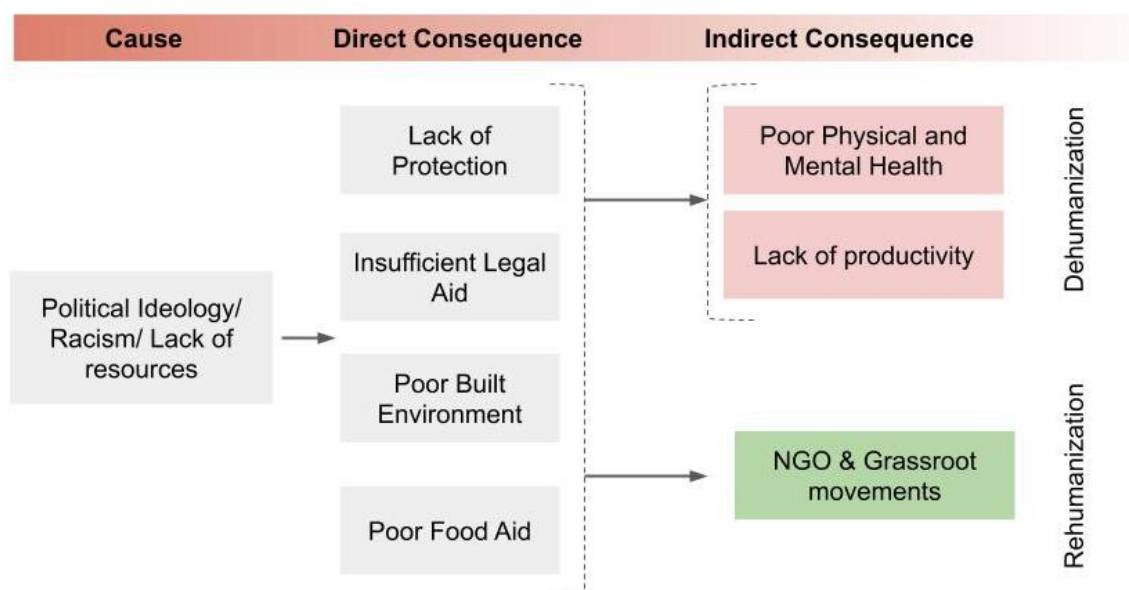 Cause
Direct Consequence
Indirect Consequence
Political Ideology/
Racism/ Lack of
resources
Lack of
Protection
Insufficient Legal
Aid
Poor Built
Environment
Poor Food Aid
Poor Physical and
Mental Health
Lack of productivity
Dehumanization
NGO & Grassroot
movements
Rehumanization